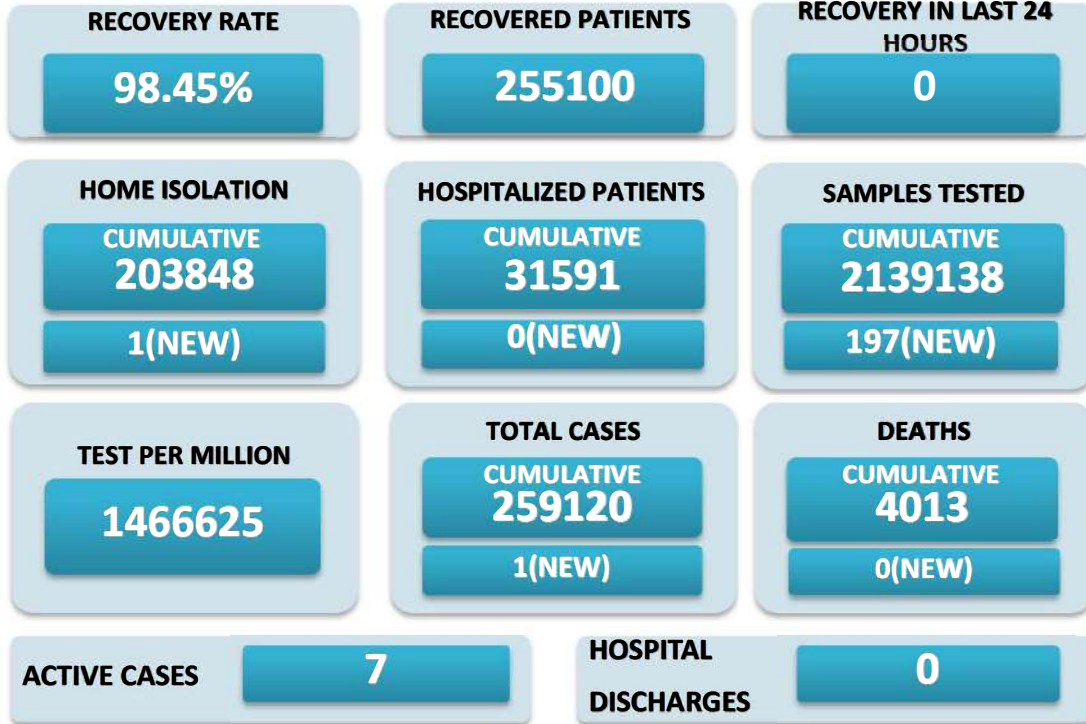 RECOVERY RATE
98.45%
RECOVERED PATIENTS
255100
RECOVERY IN LAST 24
HOURS
0
HOME ISOLATION
CUMULATIVE
203848
1(NEW)
HOSPITALIZED PATIENTS
CUMULATIVE
31591
0(NEW)
SAMPLES TESTED
CUMULATIVE
2139138
197(NEW)
TEST PER MILLION
1466625
TOTAL CASES
CUMULATIVE
259120
1(NEW)
DEATHS
CUMULATIVE
4013
0(NEW)
ACTIVE CASES
7
HOSPITAL
DISCHARGES
0